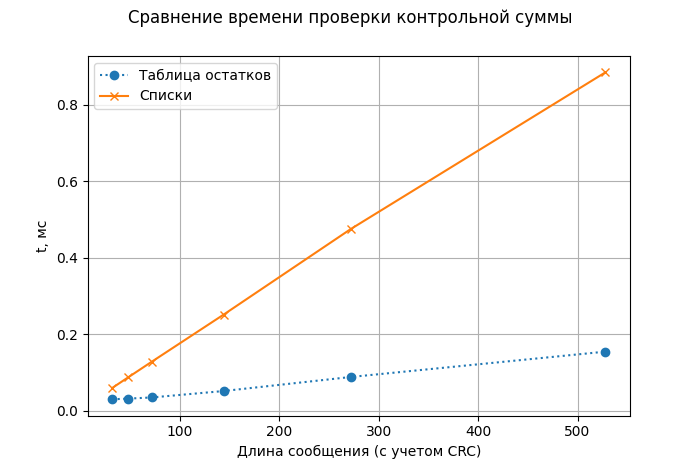 Сравнение времени проверки контрольной суммы
Таблица остатков
Списки
t, мс
0.8
0.6
0.4
0.2
0.0
100 200 300 400 500
Длина сообщения (с учетом CRC)